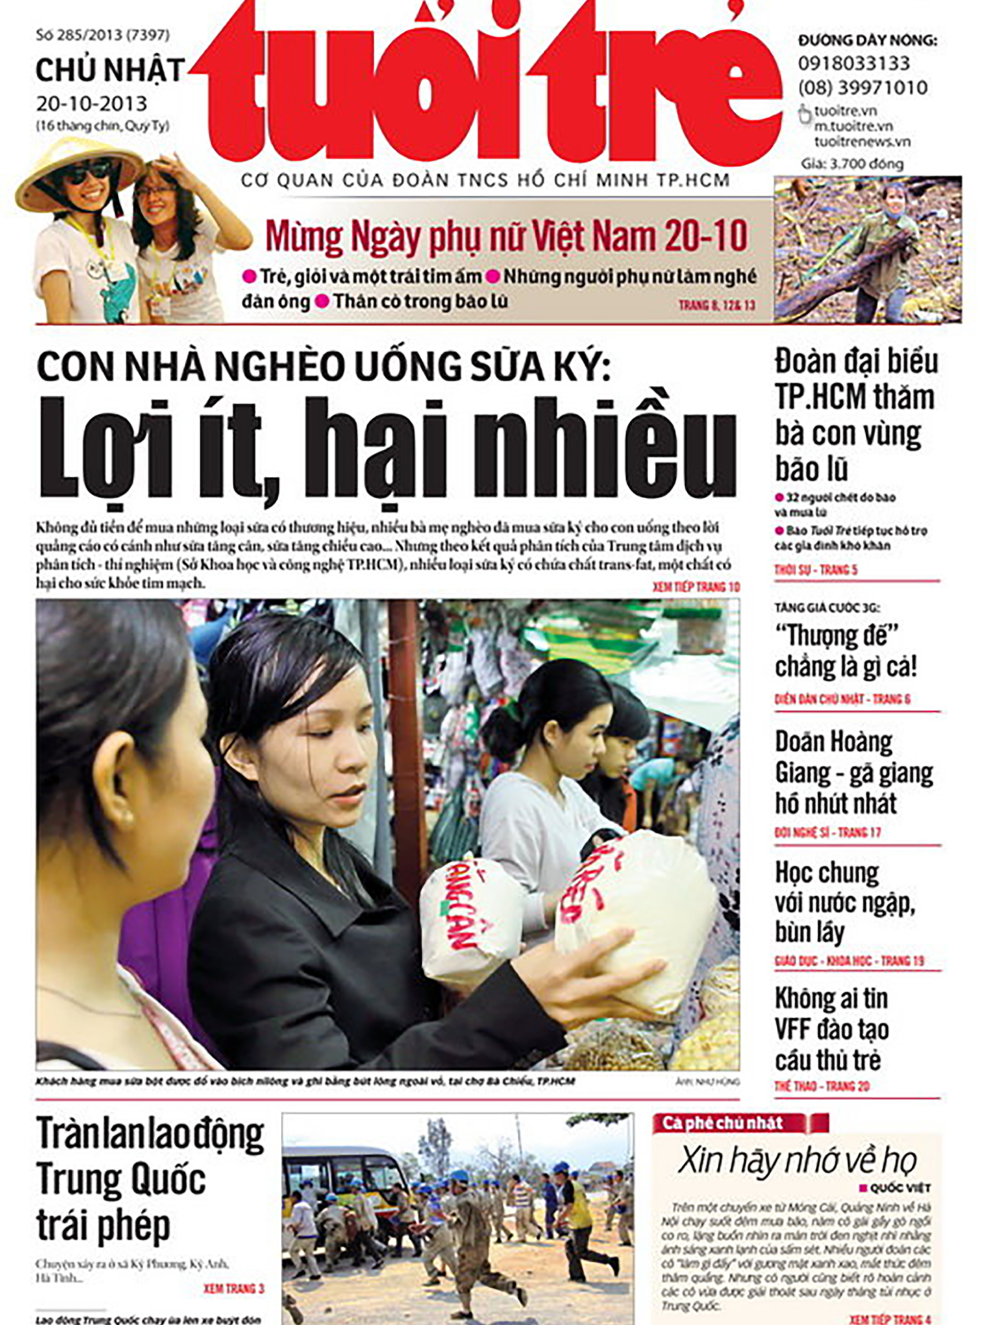 Số 285/2013 (7397)
CHỦ NHẬT
20-10-2013
(16 tháng chín, Quý Tỵ)
tuổi trẻ
CƠ QUAN CỦA ĐOÀN TNCS HỒ CHÍ MINH TP.HCM
ĐƯỜNG DÂY NÓNG:
0918033133
(08) 39971010
tuoitre.vn
m.tuoitre.vn
tuoitrenews.vn
Giá: 3.700 đồng
Mừng Ngày phụ nữ Việt Nam 20-10
● Trẻ, giỏi và một trái tim ấm ● Những người phụ nữ làm nghề
đàn ông ● Thân cò trong bão lũ
TRANG 8, 12& 13
CON NHÀ NGHÈO UỐNG SỮA KÝ:
Lợi ít, hại nhiều
Không đủ tiền để mua những loại sữa có thương hiệu, nhiều bà mẹ nghèo đã mua sữa ký cho con uống theo lời
quảng cáo có cánh như sữa tăng cân, sữa tăng chiều cao... Nhưng theo kết quả phân tích của Trung tâm dịch vụ
phân tích - thí nghiệm (Sở Khoa học và công nghệ TP.HCM), nhiều loại sữa ký có chứa chất trans-fat, một chất có
hại cho sức khỏe tim mạch.
XEM TIẾP TRANG 10
TĂNG CÂN
Khách hàng mua sữa bột được đổ vào bịch nilông và ghi bằng bút lông ngoài vỏ, tại chợ Bà Chiểu, TP.HCM
Ảnh: NHƯ HÙNG
Đoàn đại biểu
TP.HCM thăm
bà con vùng
bão lũ
● 32 người chết do bão
và mưa lũ
● Báo Tuổi Trẻ tiếp tục hỗ trợ
các gia đình khó khăn
THỜI SỰ - TRANG 5
TĂNG GIÁ CƯỚC 3G:
“Thượng đế”
chẳng là gì cả!
DIỄN ĐÀN CHỦ NHẬT - TRANG 6
Doãn Hoàng
Giang - gã giang
hồ nhút nhát
ĐỜI NGHỆ SĨ - TRANG 17
Học chung
với nước ngập,
bùn lầy
GIÁO DỤC - KHOA HỌC - TRANG 19
Không ai tin
VFF đào tạo
cầu thủ trẻ
THỂ THAO - TRANG 20
Tràn lan lao động
Trung Quốc
trái phép
Chuyện xảy ra ở xã Kỳ Phương, Kỳ Anh,
Hà Tĩnh...
XEM TRANG 3
Lao động Trung Quốc chạy ùa lên xe buýt đón
Cà phê chủ nhật
Xin hãy nhớ về họ
■ QUỐC VIỆT
Trên một chuyến xe từ Móng Cái, Quảng Ninh về Hà
Nội chạy suốt đêm mưa bão, năm cô gái gầy gò ngồi
co ro, lặng buồn nhìn ra màn trời đen nghịt nhì nhằng
ánh sáng xanh lạnh của sấm sét. Nhiều người đoán các
cô “làm gì đấy” với gương mặt xanh xao, mắt thức đêm
thâm quầng. Nhưng có người cũng biết rõ hoàn cảnh
các cô vừa được giải thoát sau ngày tháng tủi nhục ở
Trung Quốc.
XEM TIẾP TRANG 4